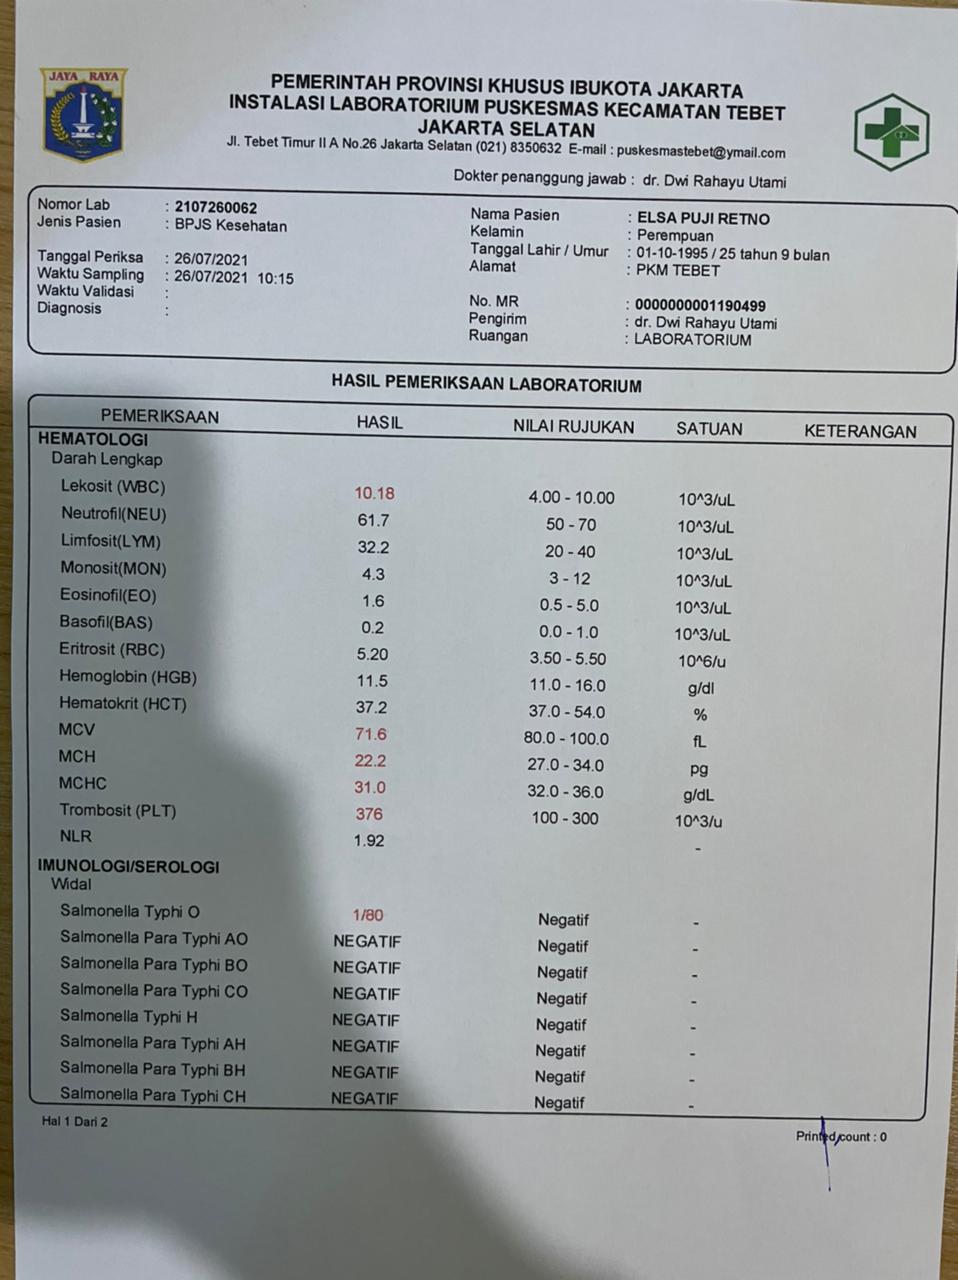 JAYA RAYA
PEMERINTAH PROVINSI KHUSUS IBUKOTA JAKARTA
INSTALASI LABORATORIUM PUSKESMAS KECAMATAN TEBET
JAKARTA SELATAN
Jl. Tebet Timur II A No.26 Jakarta Selatan (021) 8350632 E-mail : puskesmastebet@ymail.com
Dokter penanggung jawab : dr. Dwi Rahayu Utami
Nomor Lab : 2107260062
Jenis Pasien : BPJS Kesehatan
Tanggal Periksa : 26/07/2021
Waktu Sampling : 26/07/2021 10:15
Waktu Validasi :
Diagnosis :
Nama Pasien : ELSA PUJI RETNO
Kelamin : Perempuan
Tanggal Lahir / Umur : 01-10-1995 / 25 tahun 9 bulan
Alamat : PKM TEBET
No. MR : 0000000001190499
Pengirim : dr. Dwi Rahayu Utami
Ruangan : LABORATORIUM
HASIL PEMERIKSAAN LABORATORIUM
PEMERIKSAAN HASIL NILAI RUJUKAN SATUAN KETERANGAN
HEMATOLOGI
Darah Lengkap
Lekosit (WBC) 10.18 4.00 - 10.00 10^3/uL
Neutrofil(NEU) 61.7 50 - 70 10^3/uL
Limfosit(LYM) 32.2 20 - 40 10^3/uL
Monosit(MON) 4.3 3 - 12 10^3/uL
Eosinofil(EO) 1.6 0.5 - 5.0 10^3/uL
Basofil(BAS) 0.2 0.0 - 1.0 10^3/uL
Eritrosit (RBC) 5.20 3.50 - 5.50 10^6/u
Hemoglobin (HGB) 11.5 11.0 - 16.0 g/dl
Hematokrit (HCT) 37.2 37.0 - 54.0 %
MCV 71.6 80.0 - 100.0 fL
MCH 22.2 27.0 - 34.0 pg
MCHC 31.0 32.0 - 36.0 g/dL
Trombosit (PLT) 376 100 - 300 10^3/u
NLR 1.92 -
IMUNOLOGI/SEROLOGI
Widal
Salmonella Typhi O 1/80 Negatif -
Salmonella Para Typhi AO NEGATIF Negatif -
Salmonella Para Typhi BO NEGATIF Negatif -
Salmonella Para Typhi CO NEGATIF Negatif -
Salmonella Typhi H NEGATIF Negatif -
Salmonella Para Typhi AH NEGATIF Negatif -
Salmonella Para Typhi BH NEGATIF Negatif -
Salmonella Para Typhi CH NEGATIF Negatif -
Hal 1 Dari 2
Printed count : 0